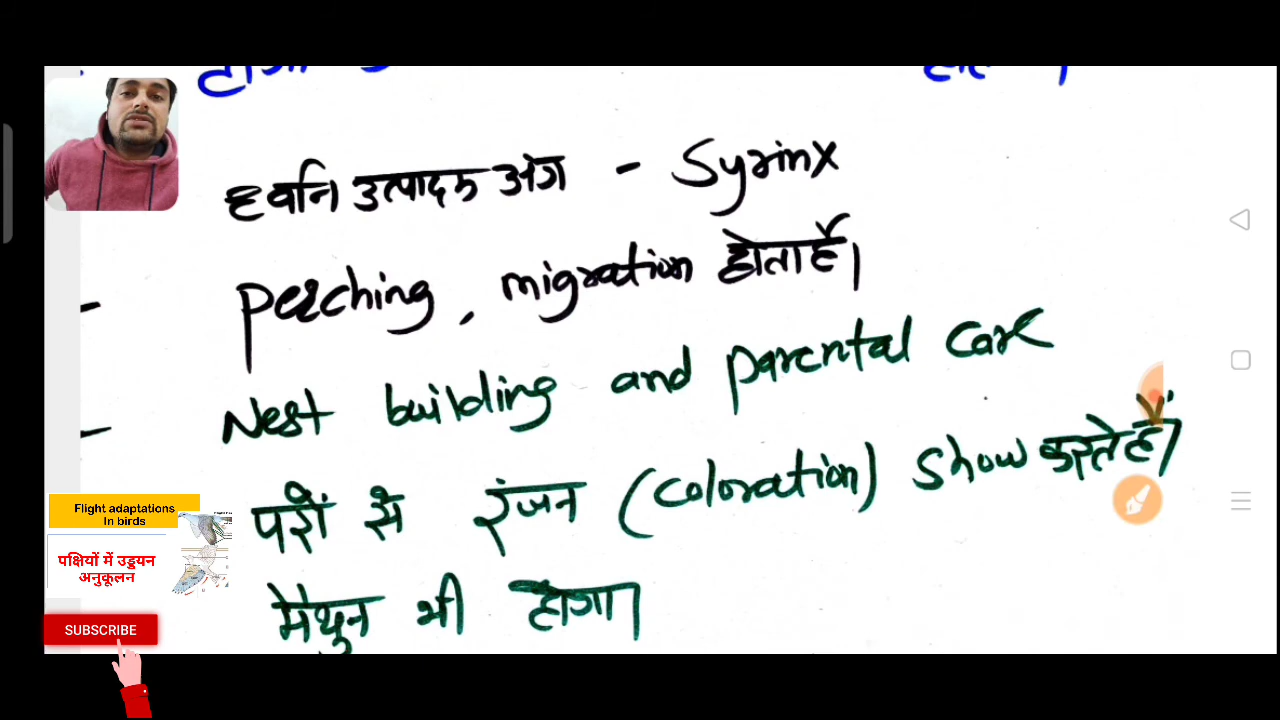 ध्वनि उत्पादक अंग - Syrinx
- Perching, migration होता है।
- Nest building and parental care
परों से रंजन (coloration) show करते हैं।
मैथुन भी होगा।
Flight adaptations
In birds
पक्षियों में उड्डयन
अनुकूलन
SUBSCRIBE